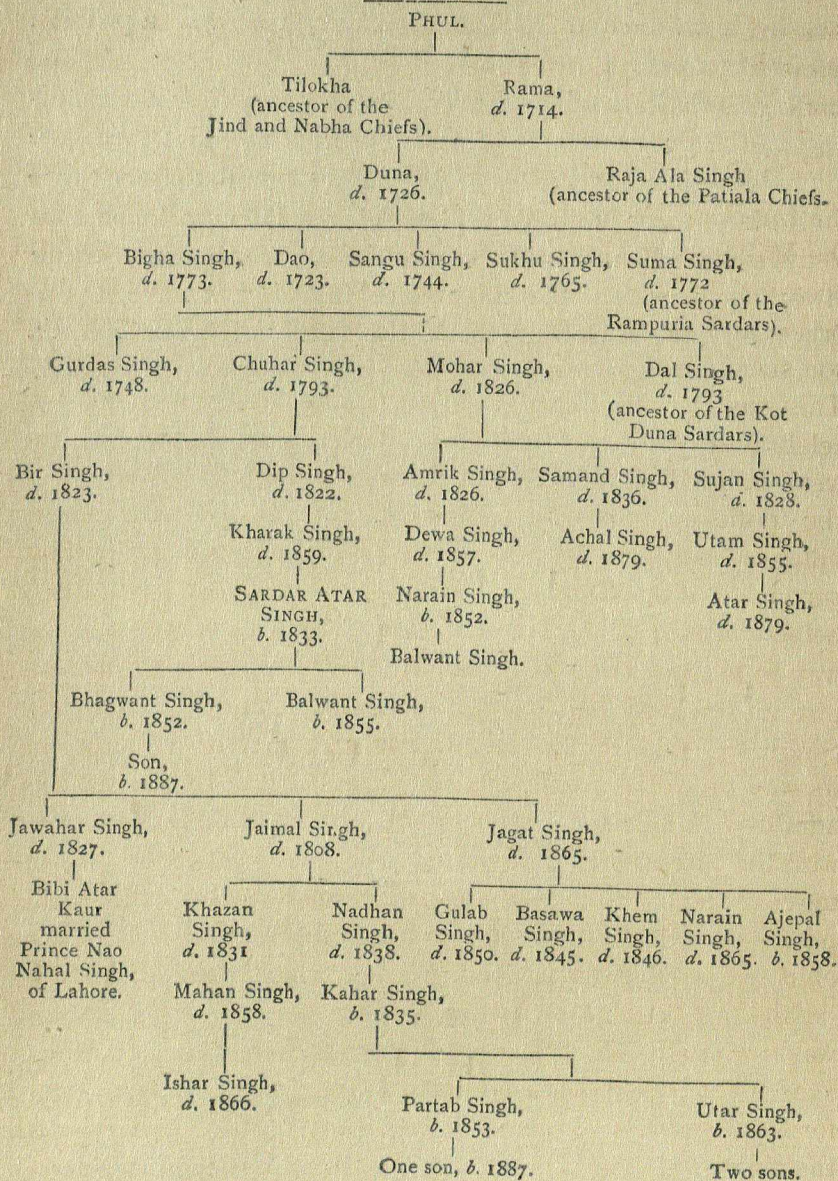 PHUL.
Tilokha
(ancestor of the
Jind and Nabha Chiefs).
Rama,
d. 1714.
Duna,
d. 1726.
Raja Ala Singh
(ancestor of the Patiala Chiefs.
Bigha Singh,
d. 1773.
Dao,
d. 1723.
Sangu Singh,
d. 1744.
Sukhu Singh,
d. 1765.
Suma Singh,
d. 1772
(ancestor of the
Rampuria Sardars).
Gurdas Singh,
d. 1748.
Chuhar Singh,
d. 1793.
Mohar Singh,
d. 1826.
Dal Singh,
d. 1793
(ancestor of the Kot
Duna Sardars).
Bir Singh,
d. 1823.
Dip Singh,
d. 1822.
Amrik Singh,
d. 1826.
Samand Singh,
d. 1836.
Sujan Singh,
d. 1828.
Kharak Singh,
d. 1859.
Dewa Singh,
d. 1857.
Achal Singh,
d. 1879.
Utam Singh,
d. 1855.
SARDAR ATAR
SINGH,
b. 1833.
Narain Singh,
b. 1852.
Atar Singh,
d. 1879.
Balwant Singh.
Bhagwant Singh,
b. 1852.
Balwant Singh,
b. 1855.
Son,
b. 1887.
Jawahar Singh,
d. 1827.
Jaimal Singh,
d. 1808.
Jagat Singh,
d. 1865.
Bibi Atar
Kaur
married
Prince Nao
Nahal Singh,
of Lahore.
Khazan
Singh,
d. 1831
Nadhan
Singh,
d. 1838.
Gulab
Singh,
d. 1850.
Basawa
Singh,
d. 1845.
Khem
Singh,
d. 1846.
Narain
Singh,
d. 1865.
Ajepal
Singh,
b. 1858.
Mahan Singh,
d. 1858.
Kahar Singh,
b. 1835.
Ishar Singh,
d. 1866.
Partab Singh,
b. 1853.
Utar Singh,
b. 1863.
One son, b. 1887.
Two sons.